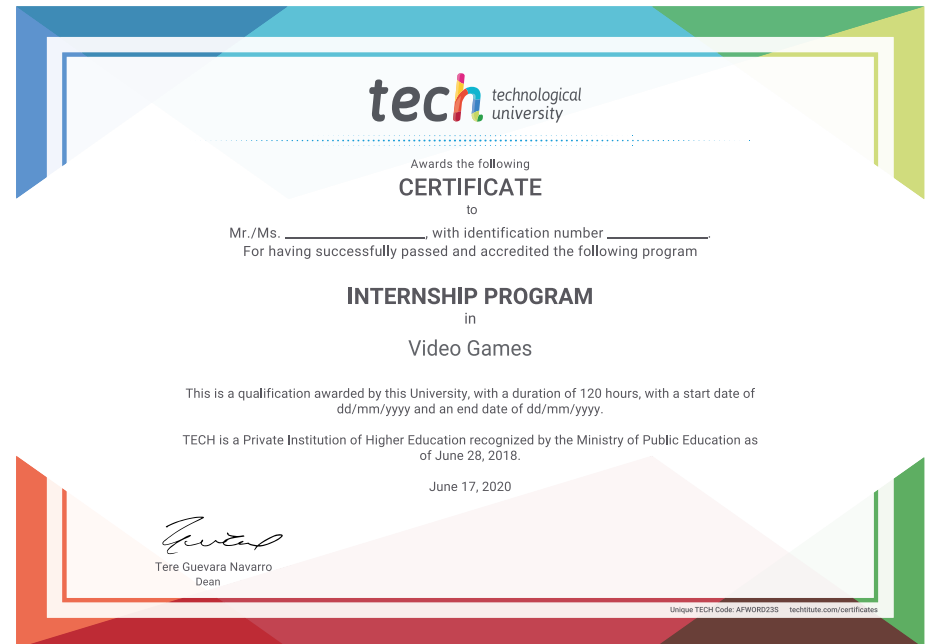 tech technological
university
Awards the following
CERTIFICATE
to
Mr./Ms. ____________________, with identification number ______________.
For having successfully passed and accredited the following program
INTERNSHIP PROGRAM
in
Video Games
This is a qualification awarded by this University, with a duration of 120 hours, with a start date of
dd/mm/yyyy and an end date of dd/mm/yyyy.
TECH is a Private Institution of Higher Education recognized by the Ministry of Public Education as
of June 28, 2018.
June 17, 2020
Tere Guevara Navarro
Dean
Unique TECH Code: AFWORD23S techtitute.com/certificates